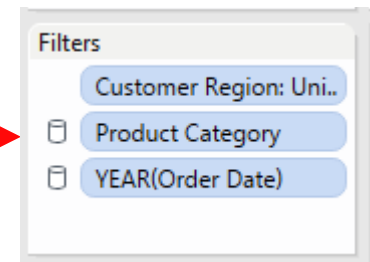 Filters
Customer Region: Uni..
Product Category
YEAR(Order Date)